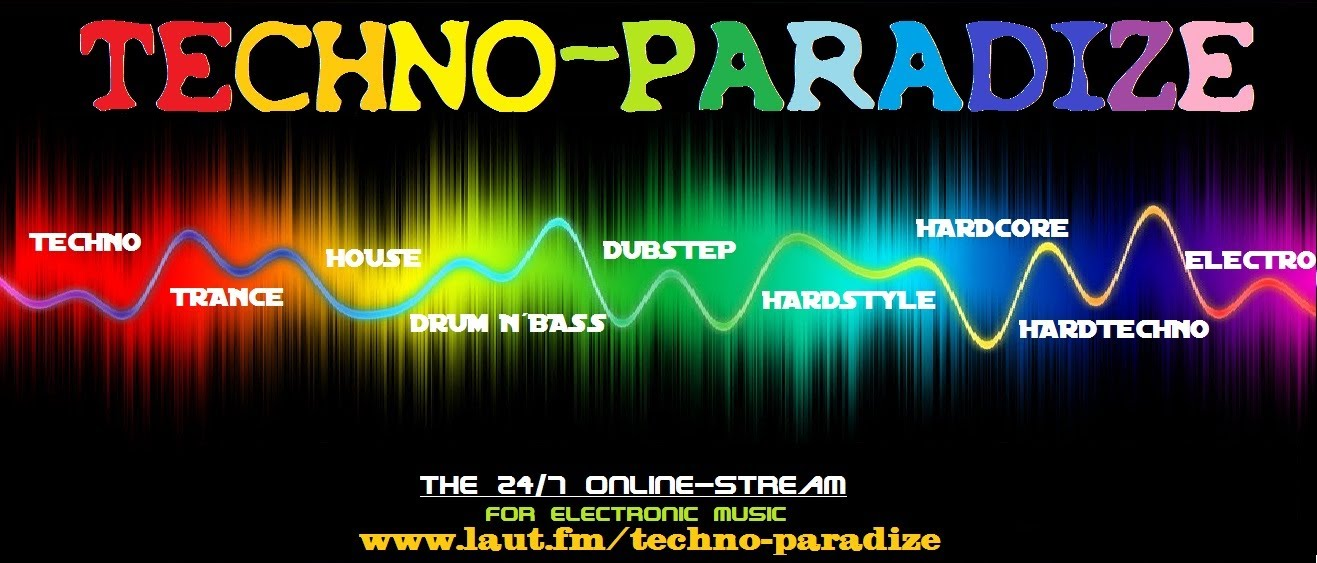 TECHNO-PARADIZE
TECHNO
TRANCE
HOUSE
DRUM N´BASS
DUBSTEP
HARDSTYLE
HARDCORE
HARDTECHNO
ELECTRO
THE 24/7 ONLINE-STREAM
FOR ELECTRONIC MUSIC
www.laut.fm/techno-paradize